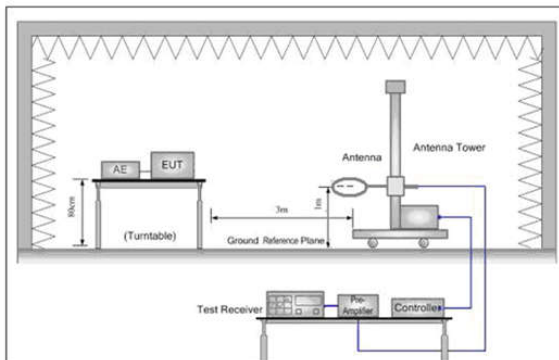 Antenna Tower
Antenna
EUT
AE
80cm
(Turntable)
3m
1m
Ground Reference Plane
Test Receiver
Pre-
Amplifier
Controller